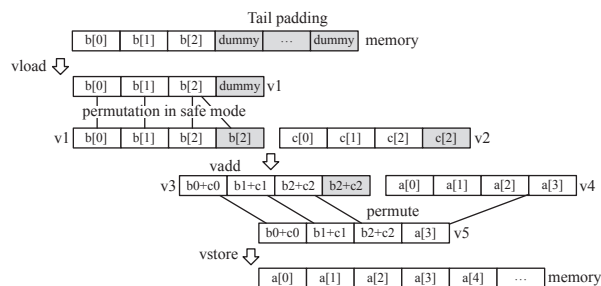 Tail padding
b[0] b[1] b[2] dummy ... dummy memory
vload
b[0] b[1] b[2] dummy v1
permutation in safe mode
v1 b[0] b[1] b[2] b[2] c[0] c[1] c[2] c[2] v2
vadd
v3 b0+c0 b1+c1 b2+c2 b2+c2 a[0] a[1] a[2] a[3] v4
permute
b0+c0 b1+c1 b2+c2 a[3] v5
vstore
a[0] a[1] a[2] a[3] a[4] ... memory